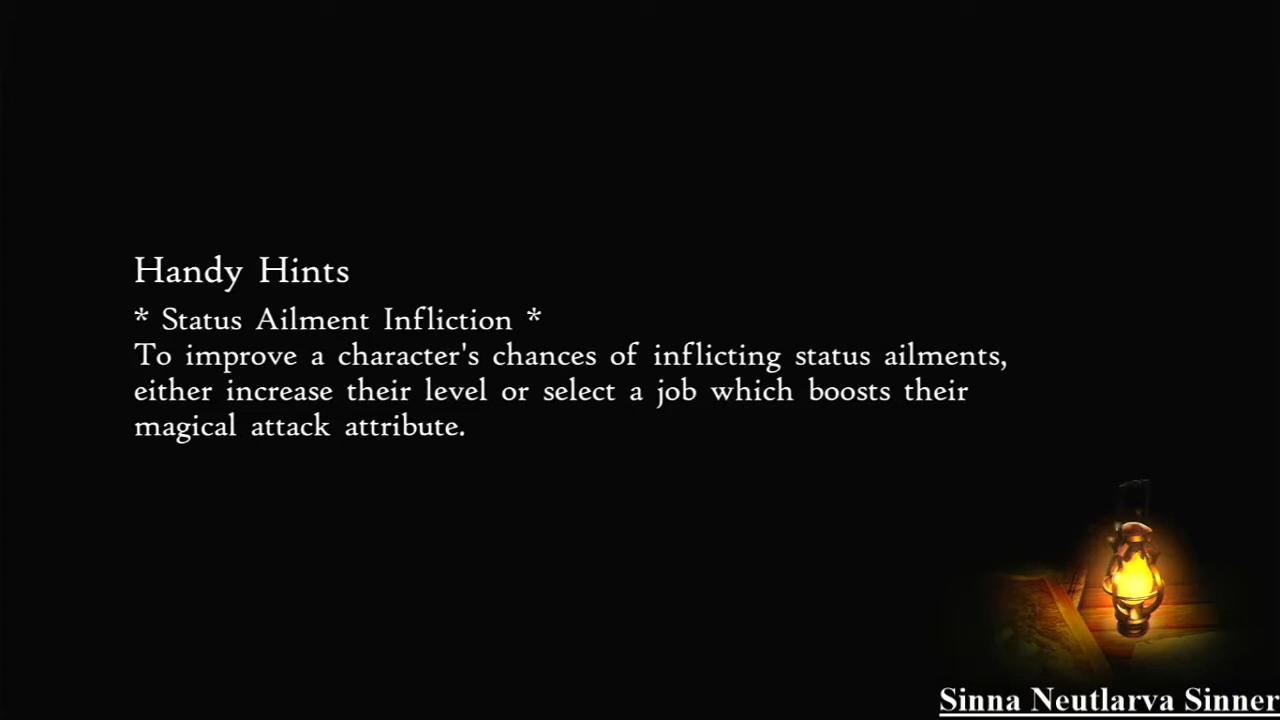 Handy Hints
* Status Ailment Infliction *
To improve a character's chances of inflicting status ailments,
either increase their level or select a job which boosts their
magical attack attribute.
Sinna Neutlarva Sinner